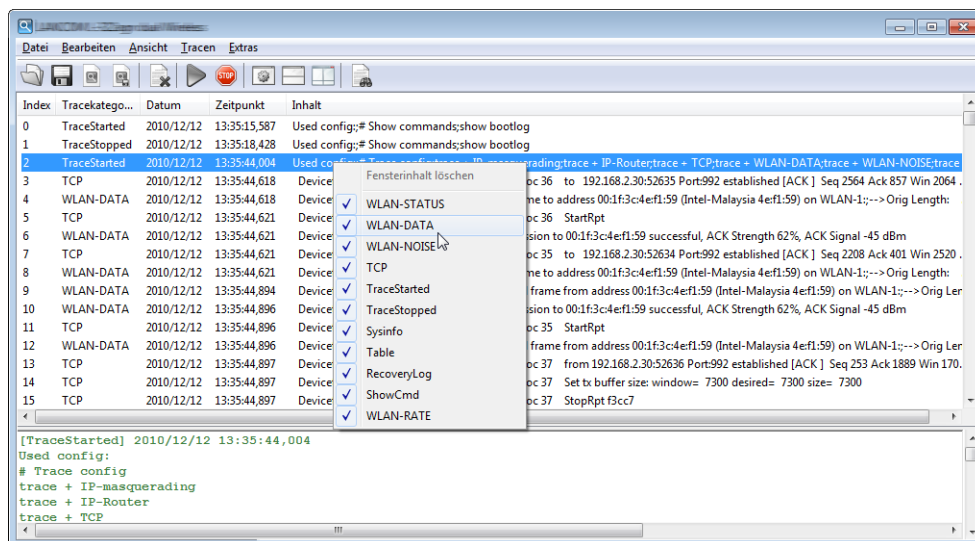 Datei Bearbeiten Ansicht Tracen Extras
STOP
Index Tracekatego... Datum Zeitpunkt Inhalt
0 TraceStarted 2010/12/12 13:35:15,587 Used config:;# Show commands;show bootlog
1 TraceStopped 2010/12/12 13:35:18,428 Used config:;# Show commands;show bootlog
2 TraceStarted 2010/12/12 13:35:44,004 Used config:;# Trace config;trace + IP-masquerading;trace + IP-Router;trace + TCP;trace + WLAN-DATA;trace + WLAN-NOISE;trace
3 TCP 2010/12/12 13:35:44,618 Device oc 36 to 192.168.2.30:52635 Port:992 established [ACK ] Seq 2564 Ack 857 Win 2064 .
4 WLAN-DATA 2010/12/12 13:35:44,618 Device me to address 00:1f:3c:4e:f1:59 (Intel-Malaysia 4e:f1:59) on WLAN-1:;-->Orig Length:
5 TCP 2010/12/12 13:35:44,621 Device oc 36 StartRpt
6 WLAN-DATA 2010/12/12 13:35:44,621 Device ssion to 00:1f:3c:4e:f1:59 successful, ACK Strength 62%, ACK Signal -45 dBm
7 TCP 2010/12/12 13:35:44,621 Device oc 35 to 192.168.2.30:52634 Port:992 established [ACK ] Seq 2208 Ack 401 Win 2520 .
8 WLAN-DATA 2010/12/12 13:35:44,621 Device me to address 00:1f:3c:4e:f1:59 (Intel-Malaysia 4e:f1:59) on WLAN-1:;-->Orig Length:
9 WLAN-DATA 2010/12/12 13:35:44,894 Device frame from address 00:1f:3c:4e:f1:59 (Intel-Malaysia 4e:f1:59) on WLAN-1:;-->Orig Ler
10 WLAN-DATA 2010/12/12 13:35:44,896 Device ssion to 00:1f:3c:4e:f1:59 successful, ACK Strength 62%, ACK Signal -45 dBm
11 TCP 2010/12/12 13:35:44,896 Device oc 35 StartRpt
12 WLAN-DATA 2010/12/12 13:35:44,896 Device frame from address 00:1f:3c:4e:f1:59 (Intel-Malaysia 4e:f1:59) on WLAN-1:;-->Orig Ler
13 TCP 2010/12/12 13:35:44,897 Device oc 37 from 192.168.2.30:52636 Port:992 established [ACK ] Seq 253 Ack 1889 Win 170.
14 TCP 2010/12/12 13:35:44,897 Device oc 37 Set tx buffer size: window= 7300 desired= 7300 size= 7300
15 TCP 2010/12/12 13:35:44,897 Device oc 37 StopRpt f3cc7
Fensterinhalt löschen
WLAN-STATUS
WLAN-DATA
WLAN-NOISE
TCP
TraceStarted
TraceStopped
Sysinfo
Table
RecoveryLog
ShowCmd
WLAN-RATE
[TraceStarted] 2010/12/12 13:35:44,004
Used config:
# Trace config
trace + IP-masquerading
trace + IP-Router
trace + TCP